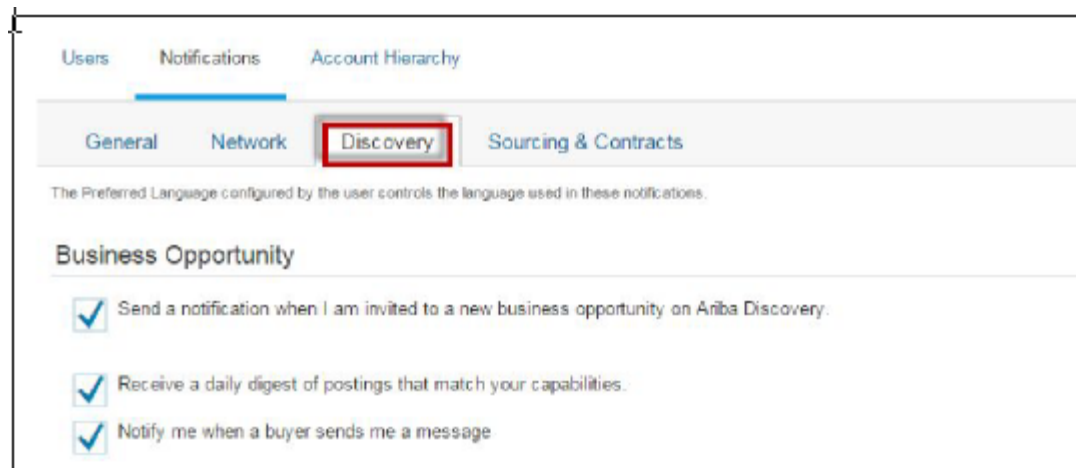 Users Notifications Account Hierarchy
General Network Discovery Sourcing & Contracts
The Preferred Language configured by the user controls the language used in these notifications.
Business Opportunity
Send a notification when I am invited to a new business opportunity on Ariba Discovery.
Receive a daily digest of postings that match your capabilities.
Notify me when a buyer sends me a message